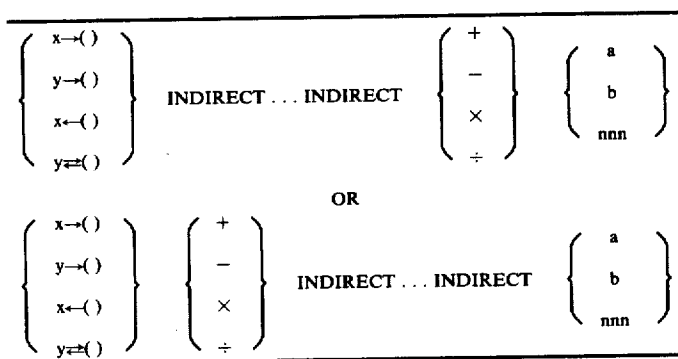 x→( ) +
a
y→( ) −
INDIRECT . . . INDIRECT b
x←( ) ×
nnn
y⇄( ) ÷
OR
x→( ) +
a
y→( ) −
INDIRECT . . . INDIRECT b
x←( ) ×
nnn
y⇄( ) ÷